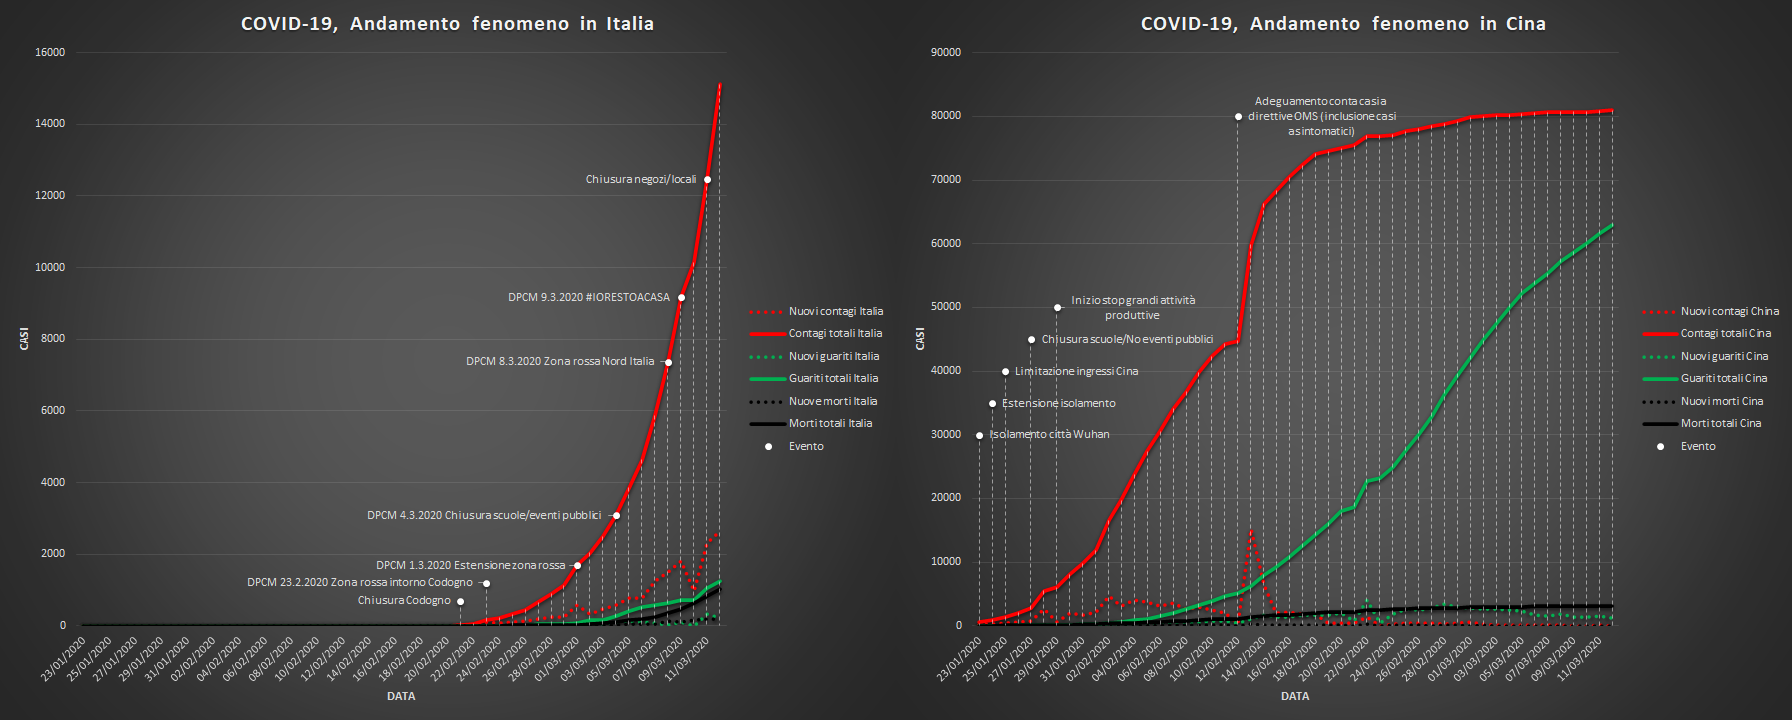 COVID-19, Andamento fenomeno in Italia
16000
14000
12000
10000
8000
6000
4000
2000
0
CASI
Chiusura negozi/locali
DPCM 9.3.2020 #IORESTOACASA
DPCM 8.3.2020 Zona rossa Nord Italia
DPCM 4.3.2020 Chiusura scuole/eventi pubblici
DPCM 1.3.2020 Estensione zona rossa
DPCM 23.2.2020 Zona rossa intorno Codogno
Chiusura Codogno
23/01/2020
25/01/2020
27/01/2020
29/01/2020
31/01/2020
02/02/2020
04/02/2020
06/02/2020
08/02/2020
10/02/2020
12/02/2020
14/02/2020
16/02/2020
18/02/2020
20/02/2020
22/02/2020
24/02/2020
26/02/2020
28/02/2020
01/03/2020
03/03/2020
05/03/2020
07/03/2020
09/03/2020
11/03/2020
DATA
Nuovi contagi Italia
Contagi totali Italia
Nuovi guariti Italia
Guariti totali Italia
Nuove morti Italia
Morti totali Italia
Evento
COVID-19, Andamento fenomeno in Cina
90000
80000
70000
60000
50000
40000
30000
20000
10000
0
CASI
Adeguamento conta casi a
direttive OMS (inclusione casi
asintomatici)
Inizio stop grandi attività
produttive
Chiusura scuole/No eventi pubblici
Limitazione ingressi Cina
Estensione isolamento
Isolamento città Wuhan
23/01/2020
25/01/2020
27/01/2020
29/01/2020
31/01/2020
02/02/2020
04/02/2020
06/02/2020
08/02/2020
10/02/2020
12/02/2020
14/02/2020
16/02/2020
18/02/2020
20/02/2020
22/02/2020
24/02/2020
26/02/2020
28/02/2020
01/03/2020
03/03/2020
05/03/2020
07/03/2020
09/03/2020
11/03/2020
DATA
Nuovi contagi China
Contagi totali Cina
Nuovi guariti Cina
Guariti totali Cina
Nuovi morti Cina
Morti totali Cina
Evento